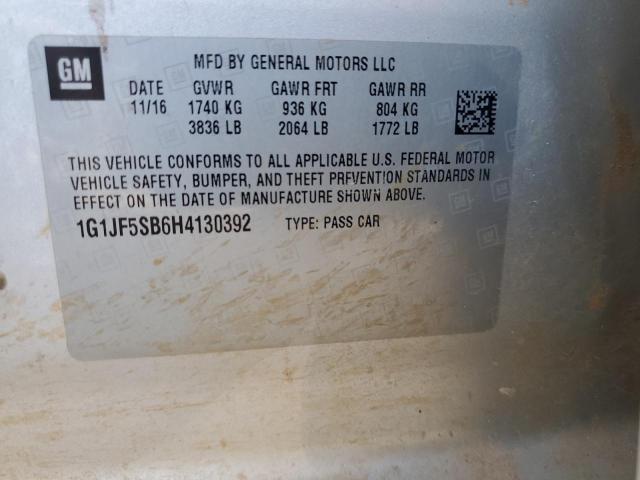 GM
MFD BY GENERAL MOTORS LLC
DATE GVWR GAWR FRT GAWR RR
11/16 1740 KG 936 KG 804 KG
3836 LB 2064 LB 1772 LB
THIS VEHICLE CONFORMS TO ALL APPLICABLE U.S. FEDERAL MOTOR
VEHICLE SAFETY, BUMPER, AND THEFT PREVENTION STANDARDS IN
EFFECT ON THE DATE OF MANUFACTURE SHOWN ABOVE.
1G1JF5SB6H4130392 TYPE: PASS CAR